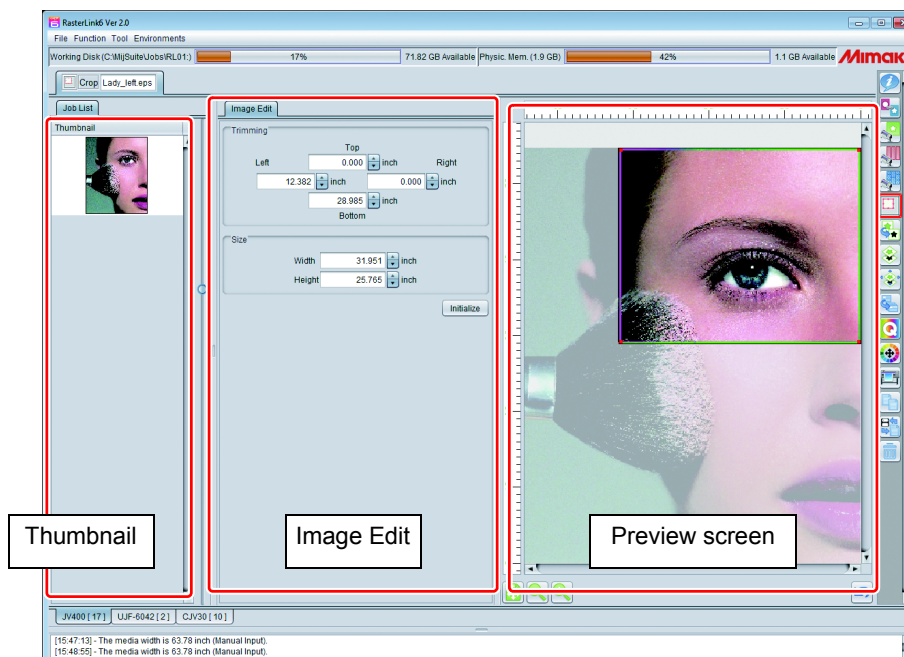 RasterLink6 Ver 2.0
File Function Tool Environments
Working Disk (C:\MijSuite\Jobs\RL01:) 17% 71.82 GB Available Physic. Mem. (1.9 GB) 42% 1.1 GB Available Mimaki
Crop Lady_left.eps
Job List
Image Edit
Thumbnail
Trimming
Top
Left 0.000 inch Right
12.382 inch 0.000 inch
28.985 inch
Bottom
Size
Width 31.951 inch
Height 25.765 inch
Initialize
Thumbnail
Image Edit
Preview screen
JV400 [ 17 ] UJF-6042 [ 2 ] CJV30 [ 10 ]
[15:47:13] - The media width is 63.78 inch (Manual Input).
[15:48:55] - The media width is 63.78 inch (Manual Input).